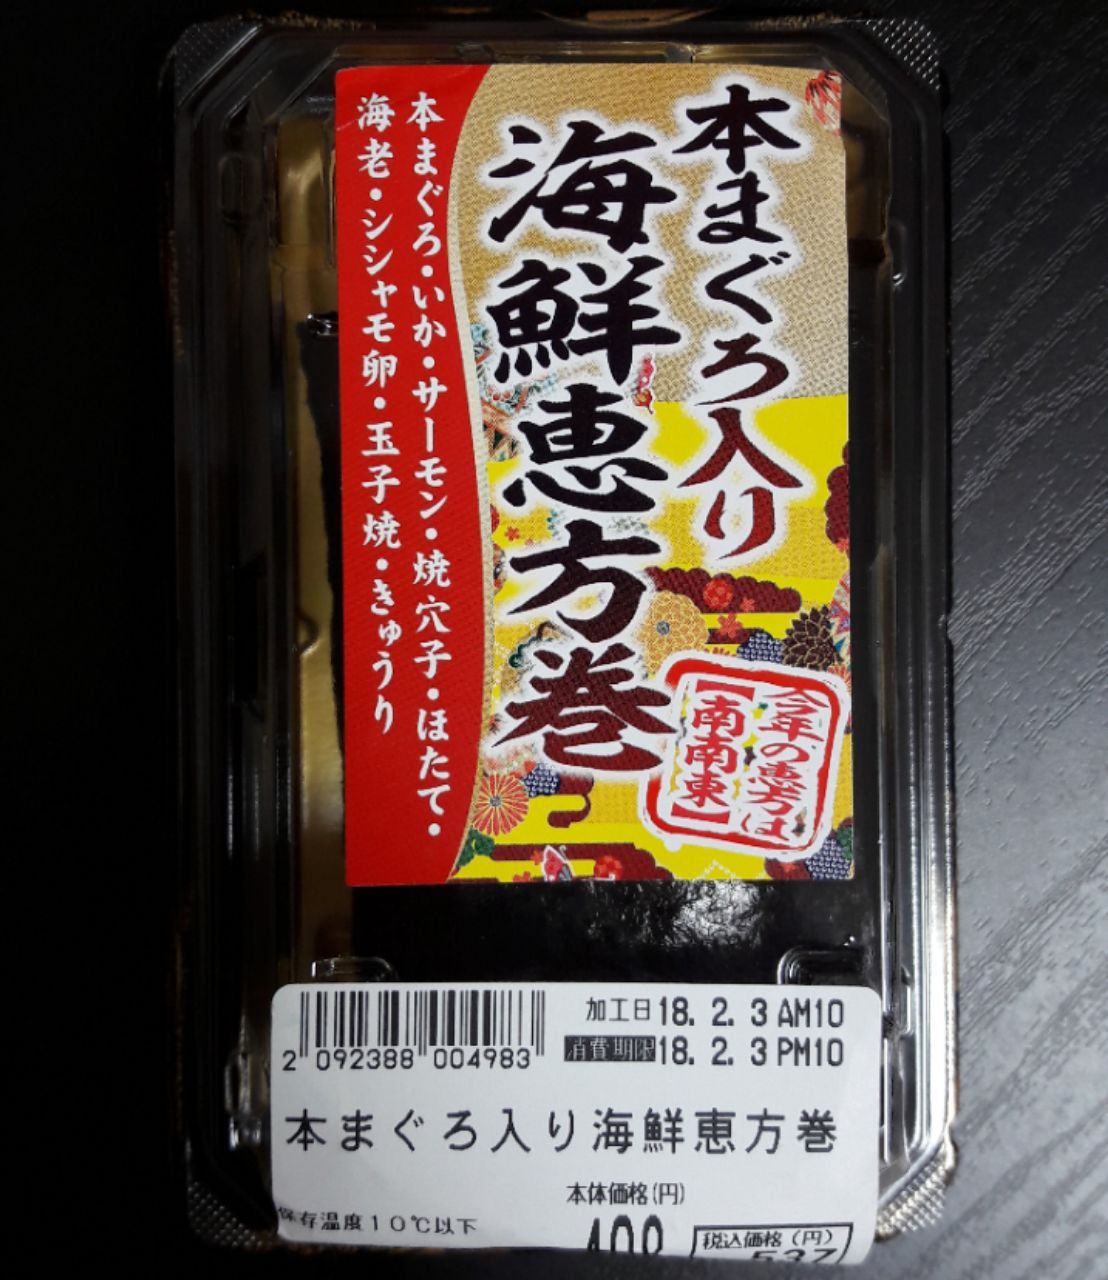 本まぐろ入り
海鮮恵方巻
今年の恵方は
【南南東】
本まぐろ・いか・サーモン・焼穴子・ほたて・
海老・シシャモ卵・玉子焼・きゅうり
加工日 18. 2. 3 AM10
消費期限 18. 2. 3 PM10
2 092388 004983
本まぐろ入り海鮮恵方巻
本体価格(円)
保存温度10℃以下
498
税込価格(円)
537